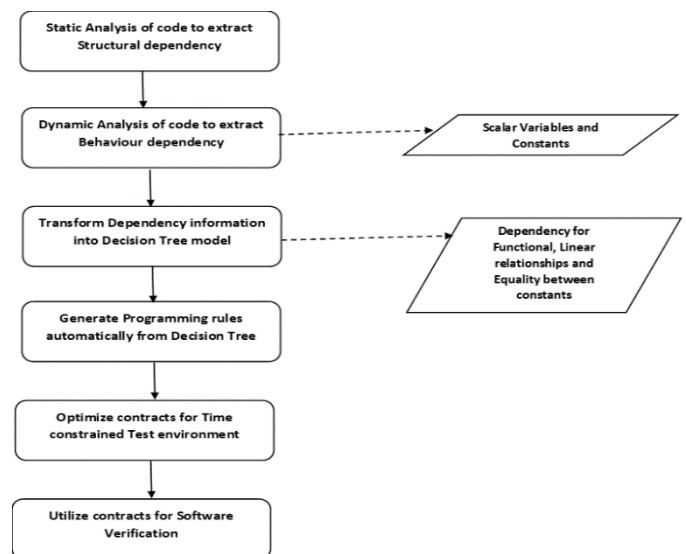 Static Analysis of code to extract
Structural dependency
Dynamic Analysis of code to extract
Behaviour dependency
Scalar Variables and
Constants
Transform Dependency information
into Decision Tree model
Dependency for
Functional, Linear
relationships and
Equality between
constants
Generate Programming rules
automatically from Decision Tree
Optimize contracts for Time
constrained Test environment
Utilize contracts for Software
Verification